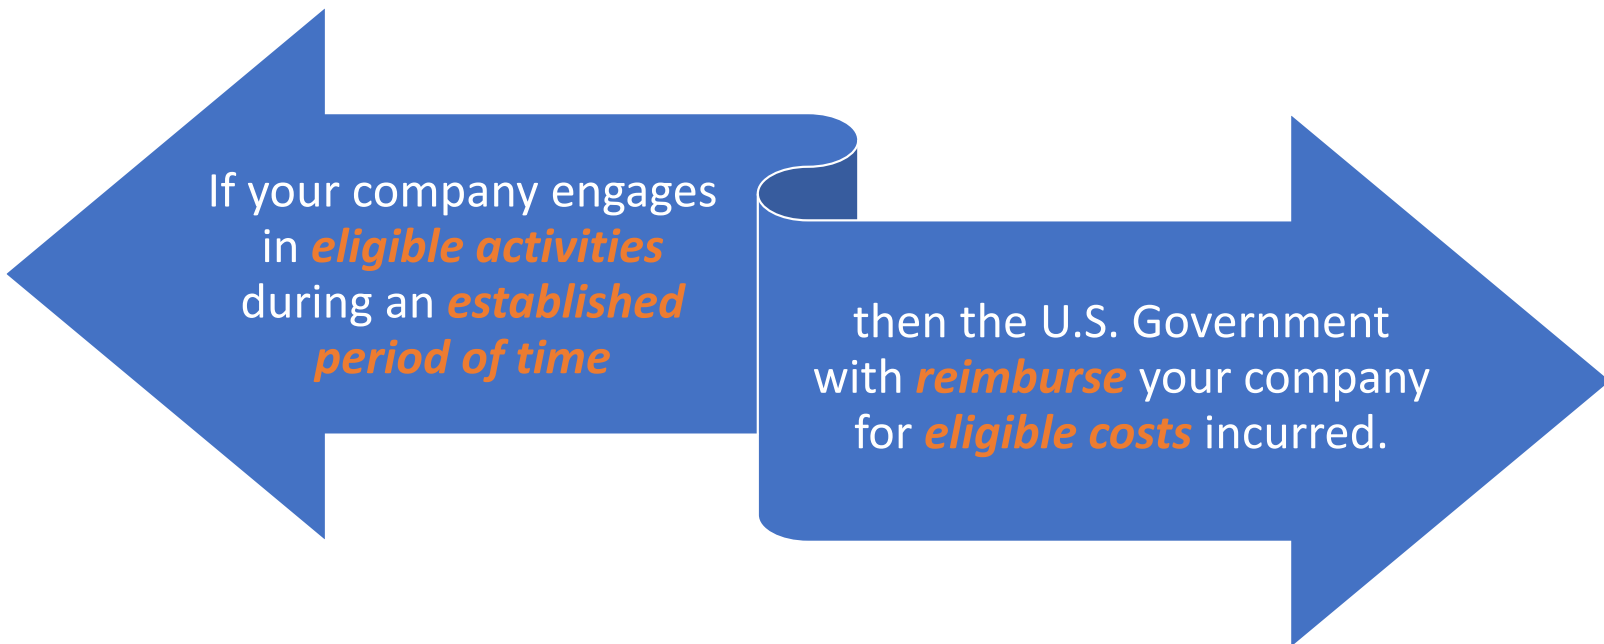 If your company engages
in eligible activities
during an established
period of time
then the U.S. Government
with reimburse your company
for eligible costs incurred.